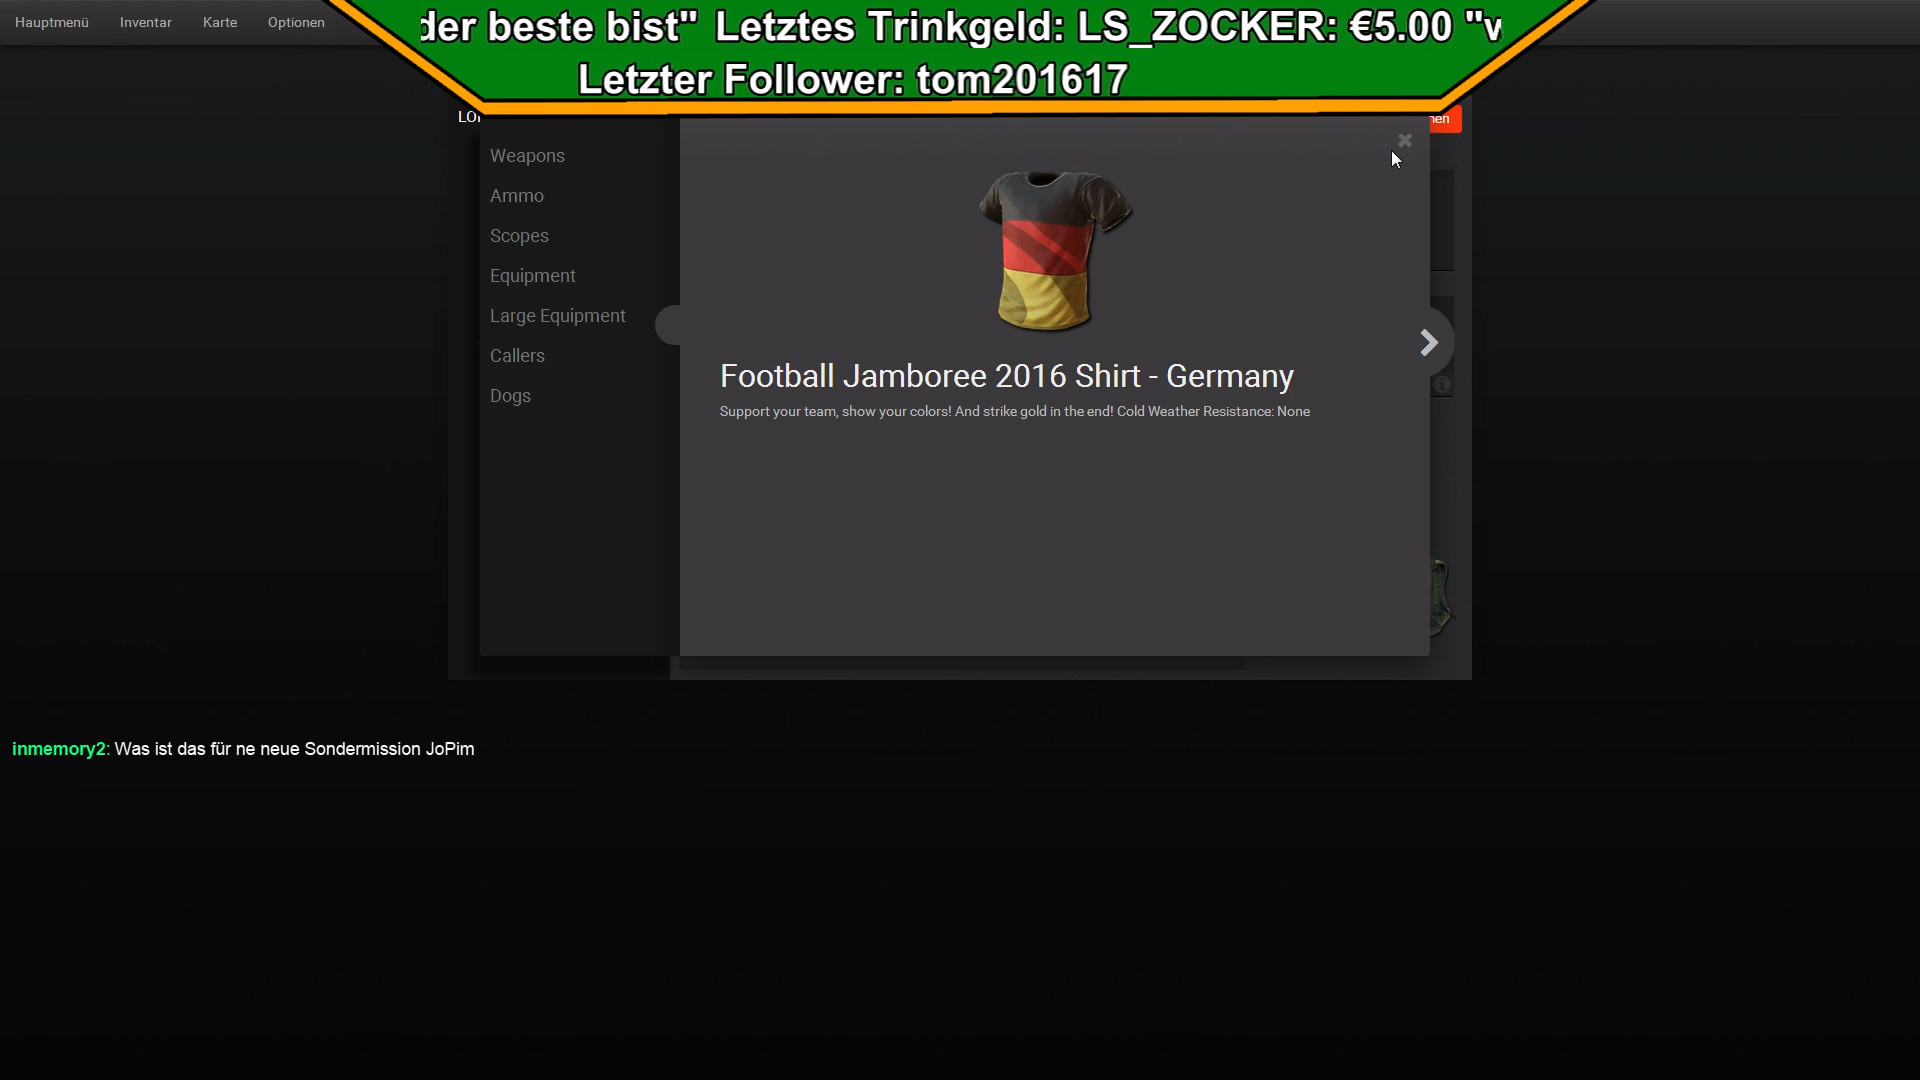 Hauptmenü Inventar Karte Optionen
der beste bist" Letztes Trinkgeld: LS_ZOCKER: €5.00 "v
Letzter Follower: tom201617
Weapons
Ammo
Scopes
Equipment
Large Equipment
Callers
Dogs
Football Jamboree 2016 Shirt - Germany
Support your team, show your colors! And strike gold in the end! Cold Weather Resistance: None
inmemory2: Was ist das für ne neue Sondermission JoPim